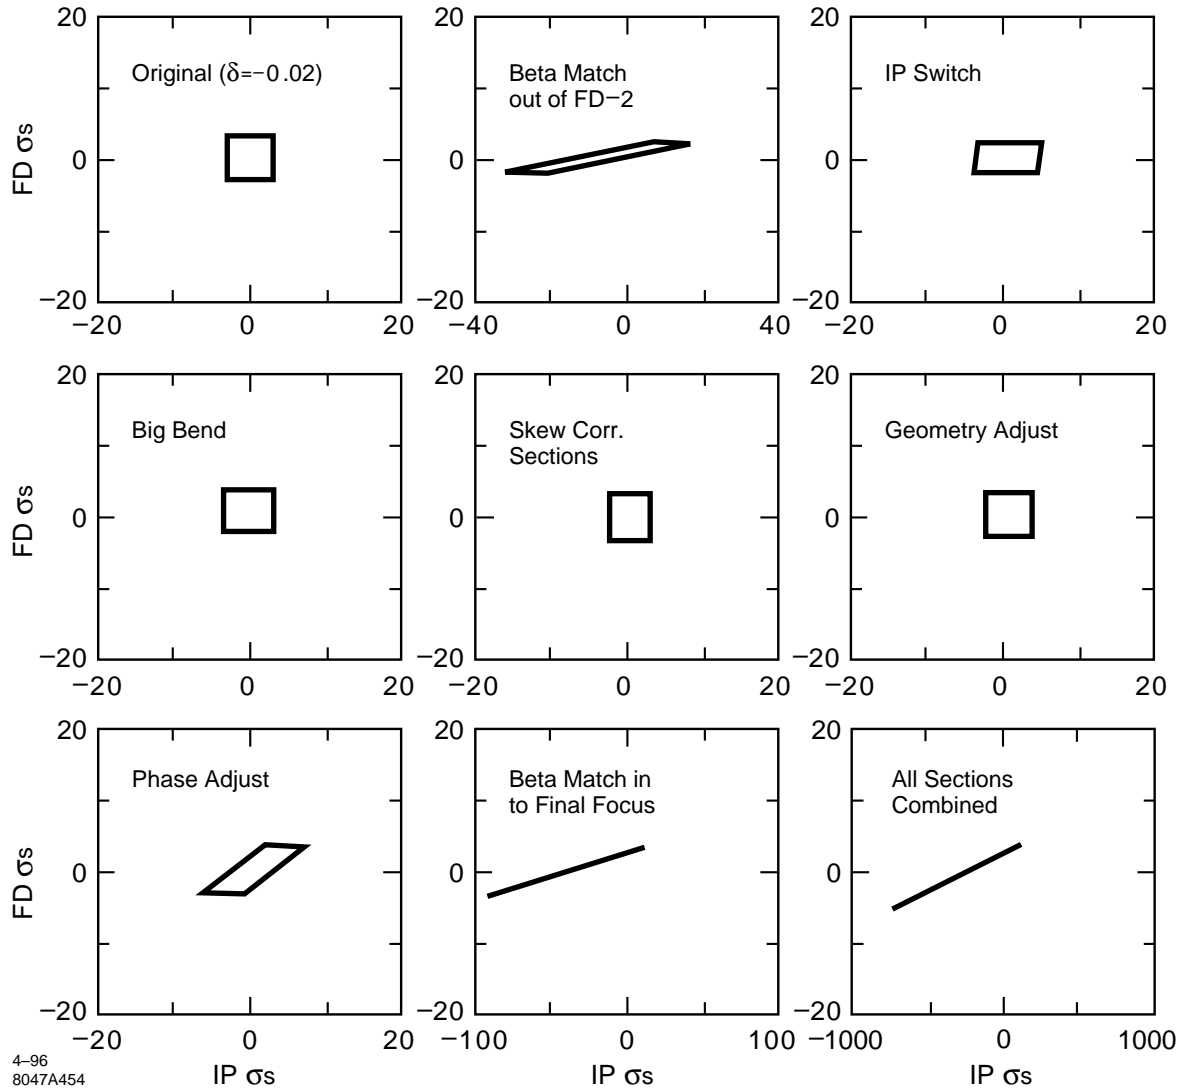 20
Original (δ=−0.02)
FD σs
0
−20
−20 0 20
20
Beta Match
out of FD−2
0
−20
−40 0 40
20
IP Switch
0
−20
−20 0 20
20
Big Bend
FD σs
0
−20
−20 0 20
20
Skew Corr.
Sections
0
−20
−20 0 20
20
Geometry Adjust
0
−20
−20 0 20
20
Phase Adjust
FD σs
0
−20
−20 0 20
IP σs
20
Beta Match in
to Final Focus
0
−20
−100 0 100
IP σs
20
All Sections
Combined
0
−20
−1000 0 1000
IP σs
4–96
8047A454